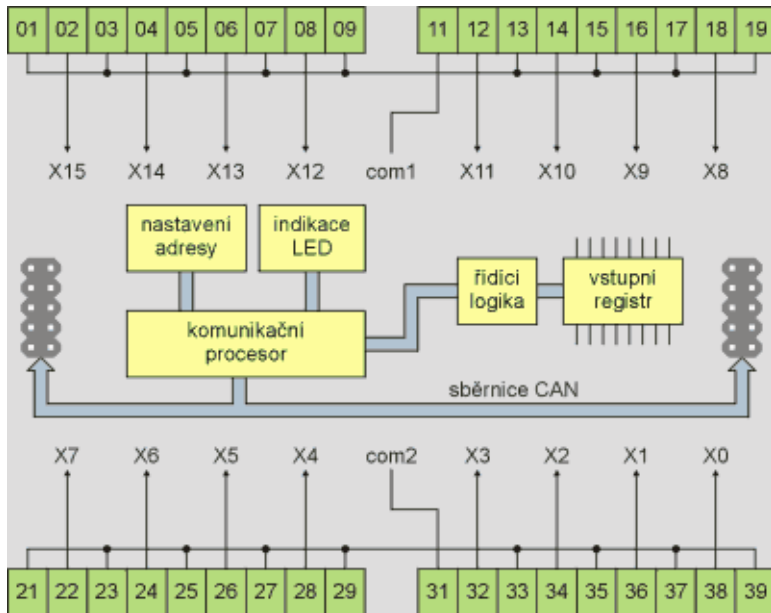 01 02 03 04 05 06 07 08 09 11 12 13 14 15 16 17 18 19
X15 X14 X13 X12 com1 X11 X10 X9 X8
nastavení
adresy
indikace
LED
řídicí
logika
vstupní
registr
komunikační
procesor
sběrnice CAN
X7 X6 X5 X4 com2 X3 X2 X1 X0
21 22 23 24 25 26 27 28 29 31 32 33 34 35 36 37 38 39